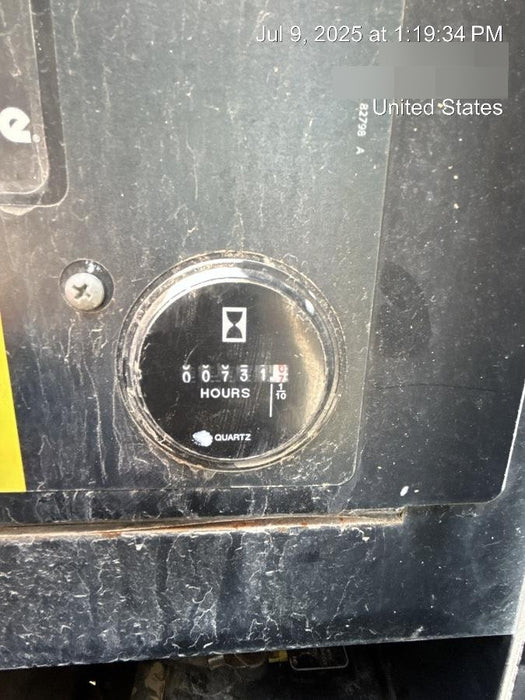 Jul 9, 2025 at 1:19:34 PM
United States
82798 A
e
0 0 7 3 1
HOURS
1/10
QUARTZ